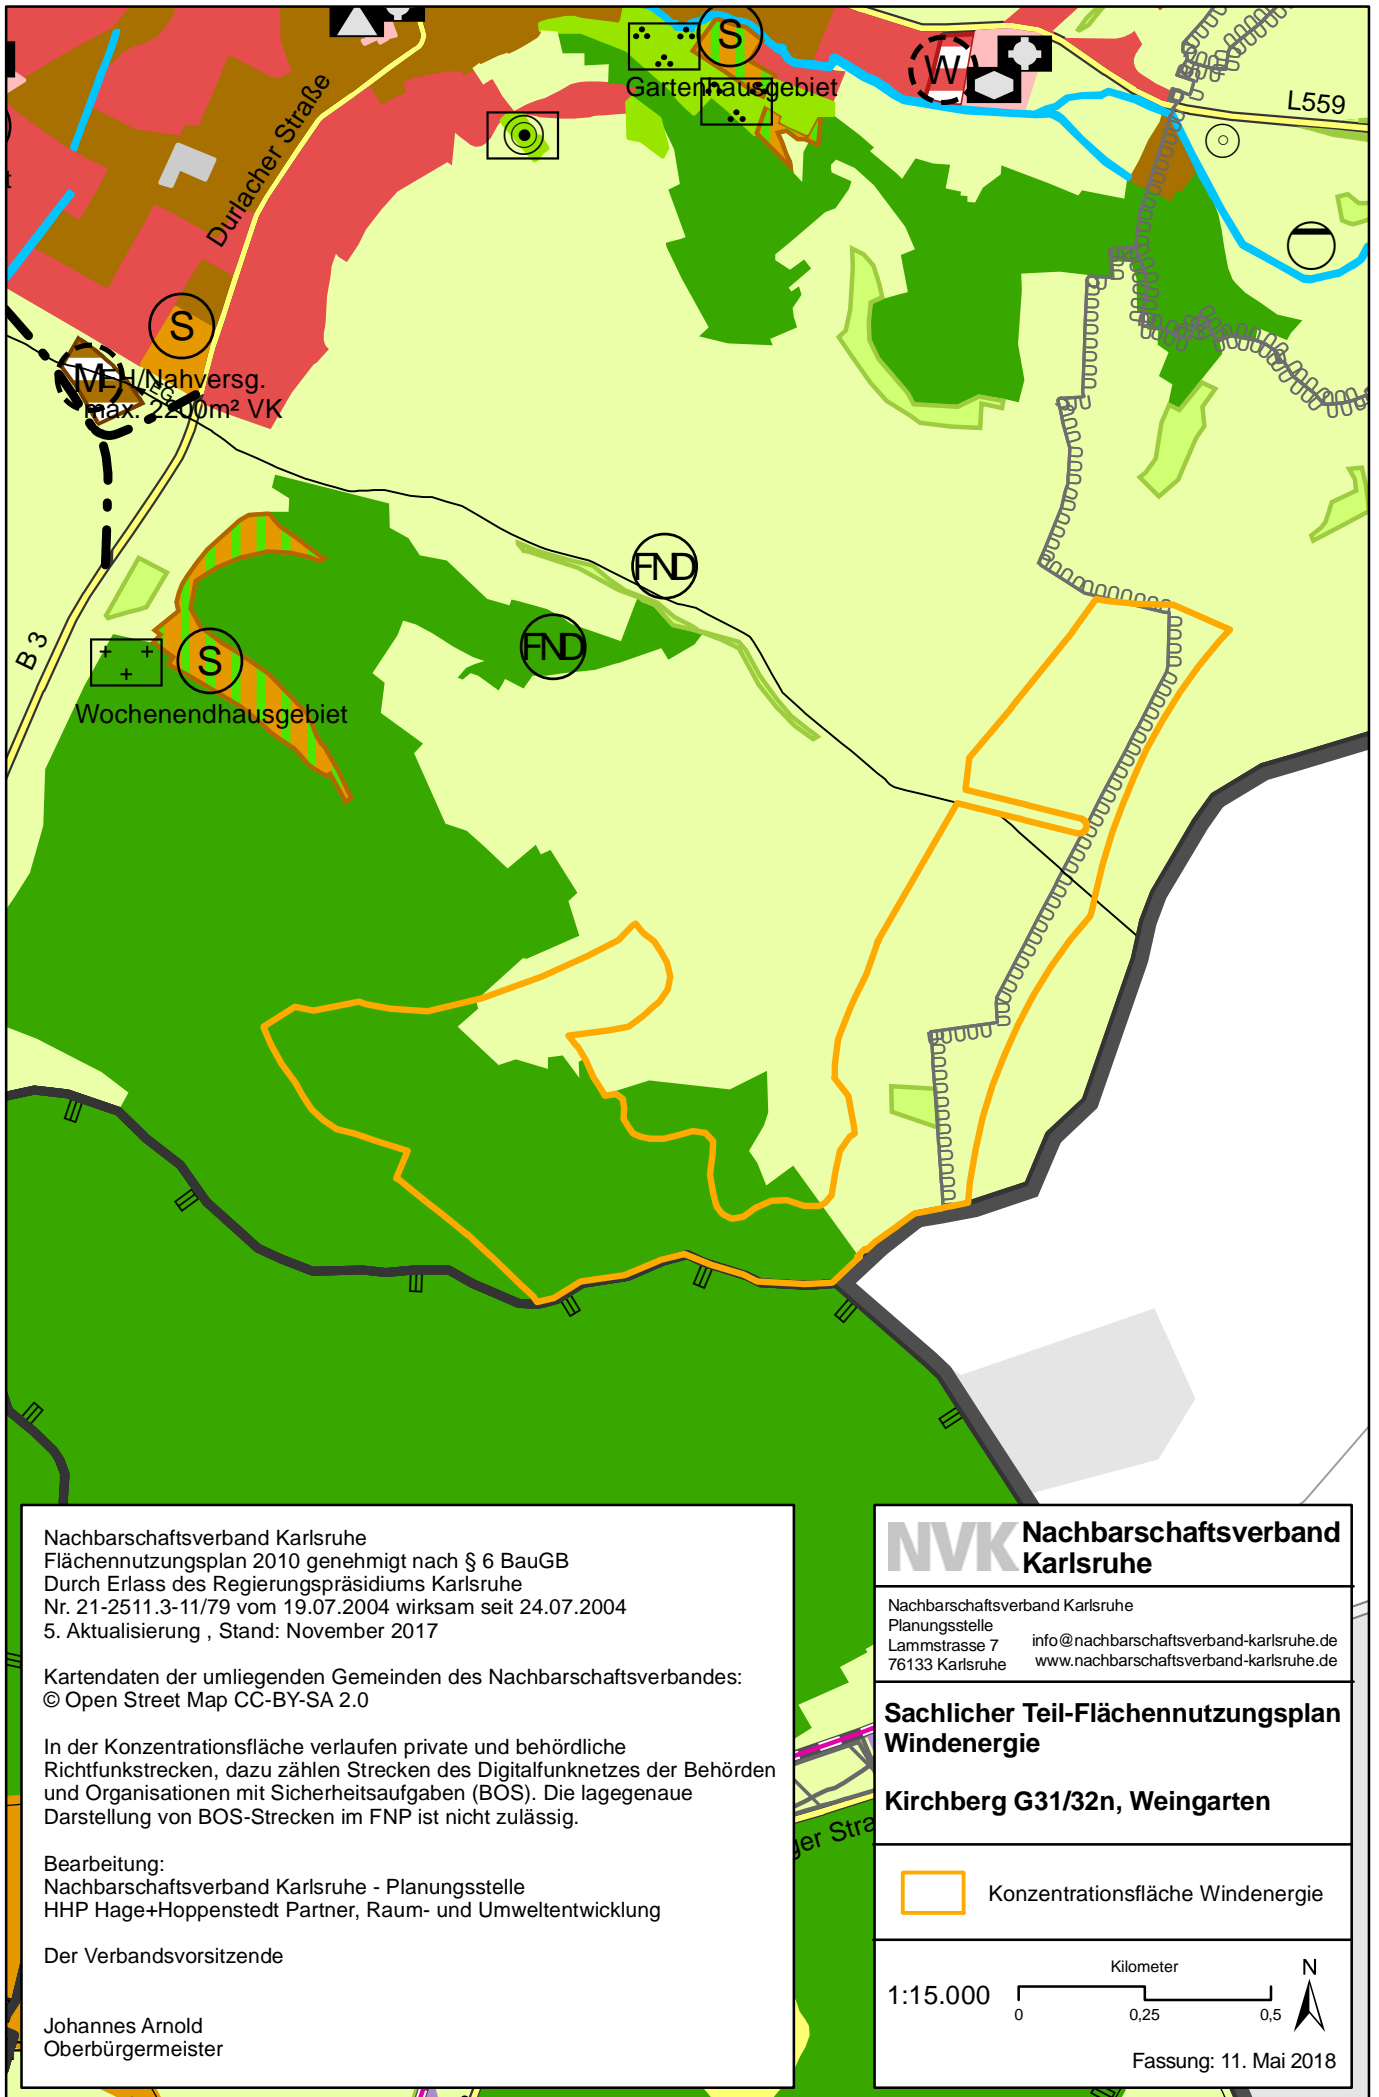 S
Gartenhausgebiet
W
L559
Durlacher Straße
S
M
EH/Nahversg.
max. 2200m² VK
EG
FND
FND
B 3
S
Wochenendhausgebiet
Nachbarschaftsverband Karlsruhe
Flächennutzungsplan 2010 genehmigt nach § 6 BauGB
Durch Erlass des Regierungspräsidiums Karlsruhe
Nr. 21-2511.3-11/79 vom 19.07.2004 wirksam seit 24.07.2004
5. Aktualisierung , Stand: November 2017
Kartendaten der umliegenden Gemeinden des Nachbarschaftsverbandes:
© Open Street Map CC-BY-SA 2.0
In der Konzentrationsfläche verlaufen private und behördliche
Richtfunkstrecken, dazu zählen Strecken des Digitalfunknetzes der Behörden
und Organisationen mit Sicherheitsaufgaben (BOS). Die lagegenaue
Darstellung von BOS-Strecken im FNP ist nicht zulässig.
Bearbeitung:
Nachbarschaftsverband Karlsruhe - Planungsstelle
HHP Hage+Hoppenstedt Partner, Raum- und Umweltentwicklung
Der Verbandsvorsitzende
Johannes Arnold
Oberbürgermeister
ger Stra
NVK Nachbarschaftsverband
Karlsruhe
Nachbarschaftsverband Karlsruhe
Planungsstelle
Lammstrasse 7 info@nachbarschaftsverband-karlsruhe.de
76133 Karlsruhe www.nachbarschaftsverband-karlsruhe.de
Sachlicher Teil-Flächennutzungsplan
Windenergie
Kirchberg G31/32n, Weingarten
Konzentrationsfläche Windenergie
Kilometer
1:15.000
0 0,25 0,5
N
Fassung: 11. Mai 2018